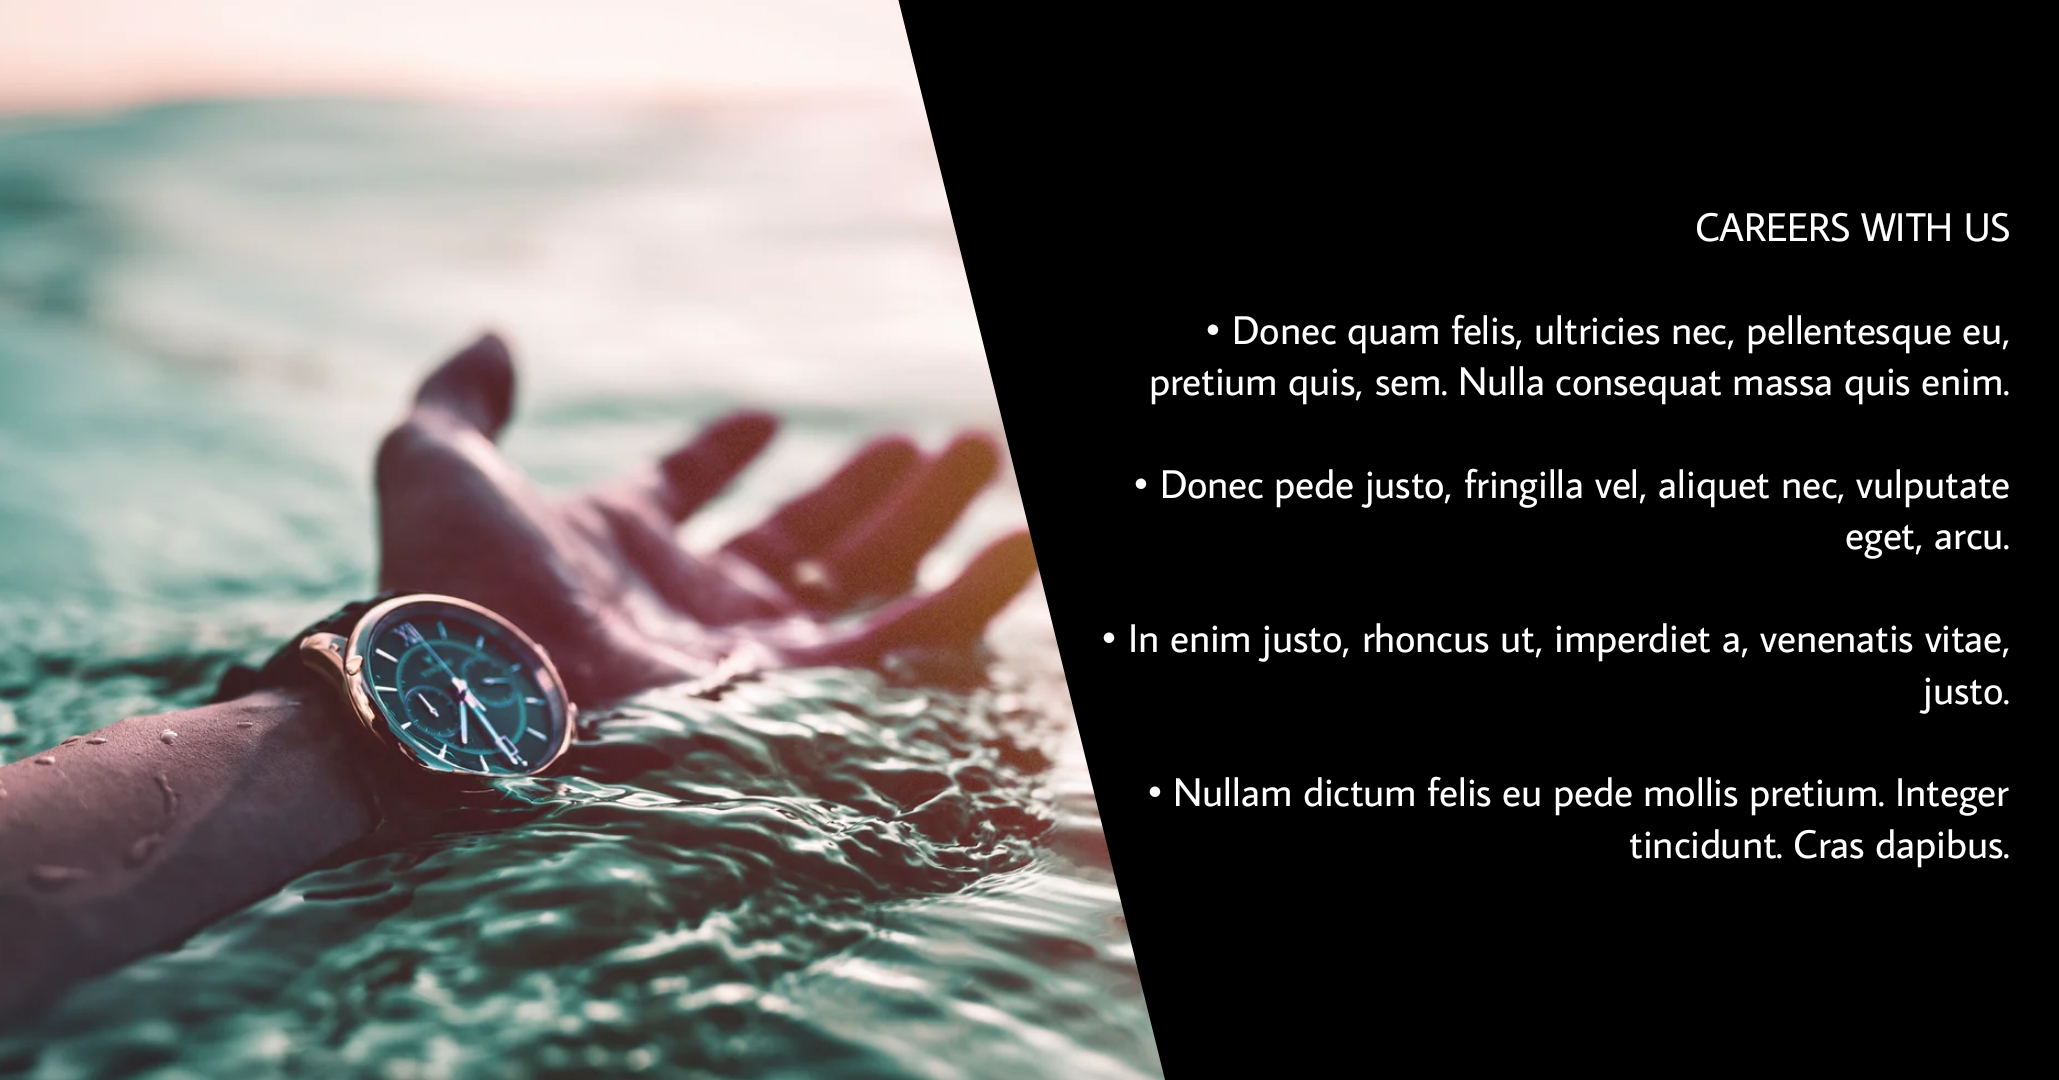 CAREERS WITH US
• Donec quam felis, ultricies nec, pellentesque eu,
pretium quis, sem. Nulla consequat massa quis enim.
• Donec pede justo, fringilla vel, aliquet nec, vulputate
eget, arcu.
• In enim justo, rhoncus ut, imperdiet a, venenatis vitae,
justo.
• Nullam dictum felis eu pede mollis pretium. Integer
tincidunt. Cras dapibus.